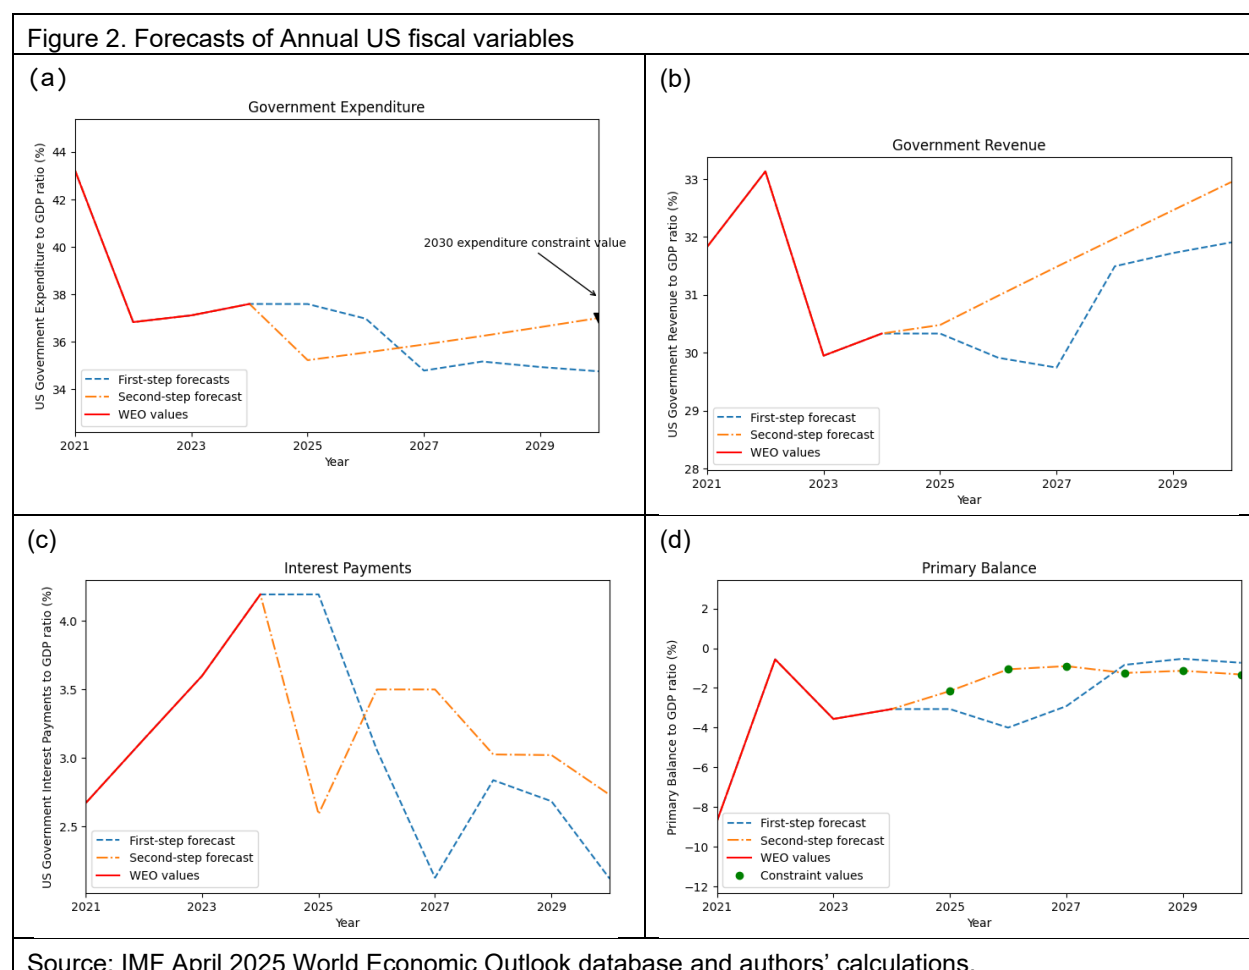 Figure 2. Forecasts of Annual US fiscal variables
(a)
Government Expenditure
US Government Expenditure to GDP ratio (%)
44
42
40
38
36
34
2030 expenditure constraint value
First-step forecasts
Second-step forecast
WEO values
2021
2023
2025
2027
2029
Year
(b)
Government Revenue
US Government Revenue to GDP ratio (%)
33
32
31
30
29
28
First-step forecast
Second-step forecast
WEO values
2021
2023
2025
2027
2029
Year
(c)
Interest Payments
US Government Interest Payments to GDP ratio (%)
4.0
3.5
3.0
2.5
First-step forecast
Second-step forecast
WEO values
2021
2023
2025
2027
2029
Year
(d)
Primary Balance
Primary Balance to GDP ratio (%)
2
0
−2
−4
−6
−8
−10
−12
First-step forecast
Second-step forecast
WEO values
Constraint values
2021
2023
2025
2027
2029
Year
Source: IMF April 2025 World Economic Outlook database and authors’ calculations.